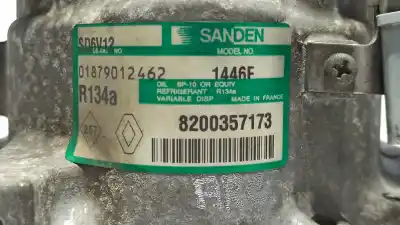 SANDEN
SD6V12
SERIAL NO.
MODEL NO.
01879012462 1446F
R134a
OIL SP-10 OR EQUIV
REFRIGERANT R134a
VARIABLE DISP MADE IN FRANCE
8200357173